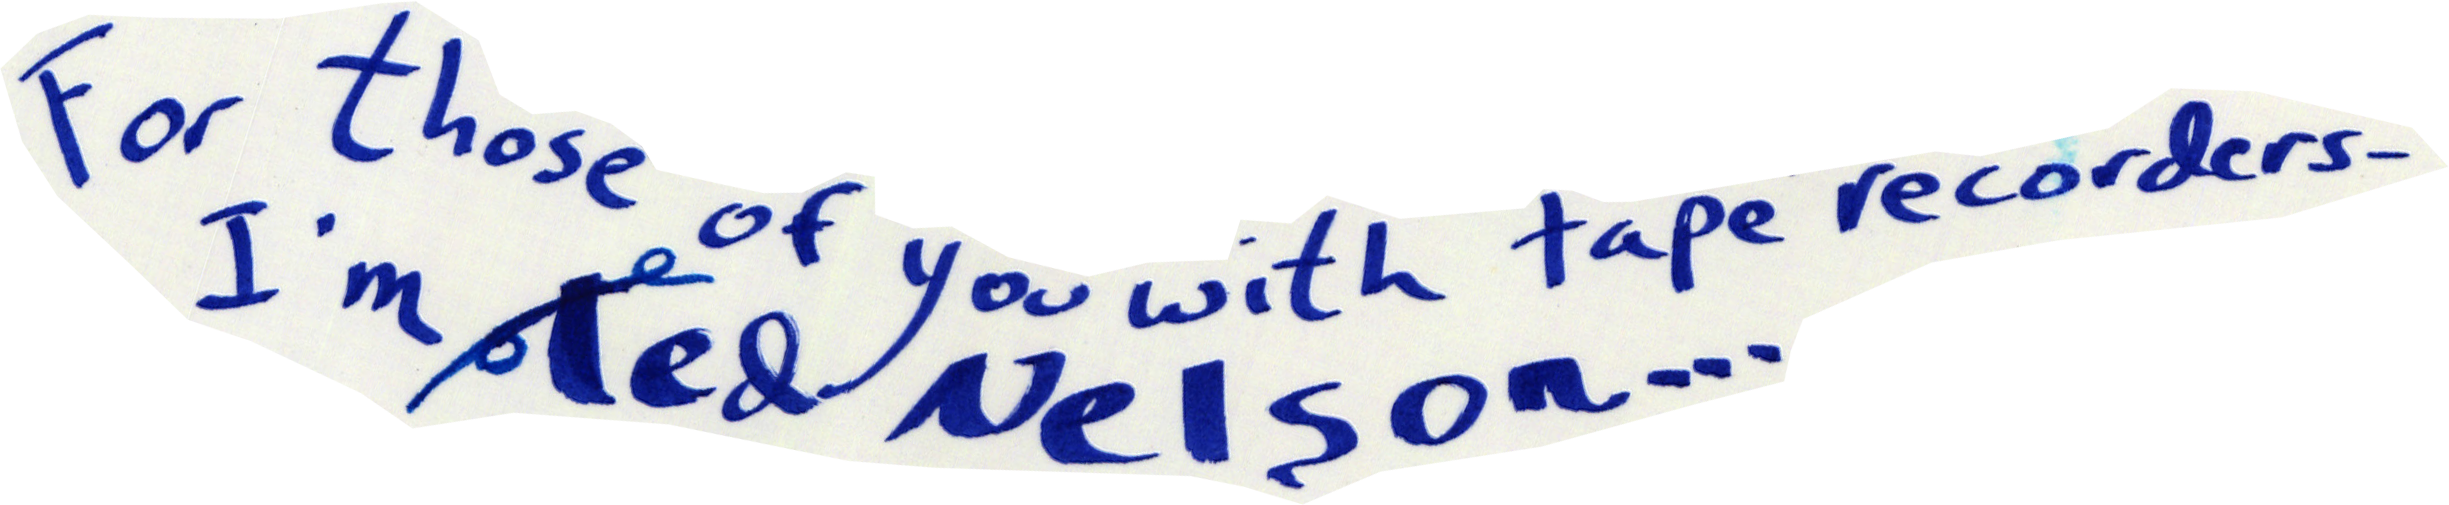 For those of you with tape recorders-
I'm Ted Nelson---